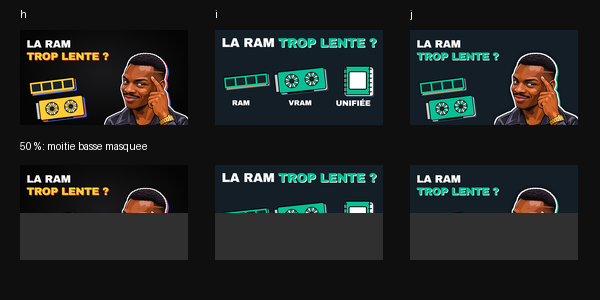 h
i
j
LA RAM
TROP LENTE ?
LA RAM TROP LENTE ?
RAM
VRAM
UNIFIÉE
LA RAM
TROP LENTE ?
50 %: moitie basse masquee
LA RAM
TROP LENTE ?
LA RAM TROP LENTE ?
LA RAM
TROP LENTE ?